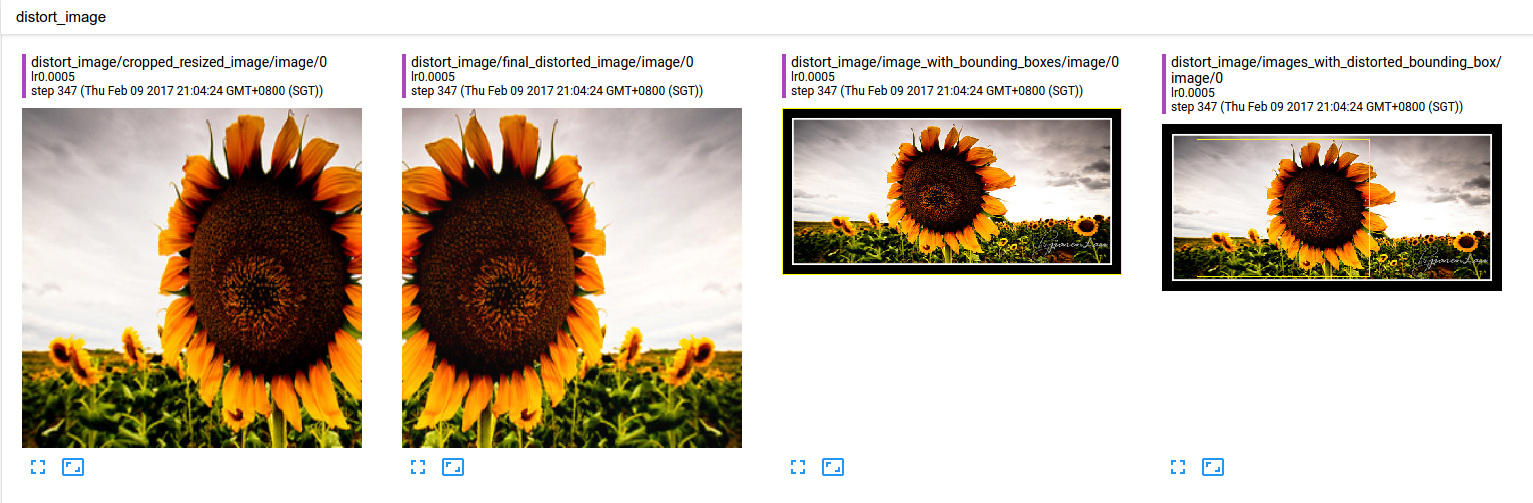 distort_image
distort_image/cropped_resized_image/image/0
lr0.0005
step 347 (Thu Feb 09 2017 21:04:24 GMT+0800 (SGT))
distort_image/final_distorted_image/image/0
lr0.0005
step 347 (Thu Feb 09 2017 21:04:24 GMT+0800 (SGT))
distort_image/image_with_bounding_boxes/image/0
lr0.0005
step 347 (Thu Feb 09 2017 21:04:24 GMT+0800 (SGT))
distort_image/images_with_distorted_bounding_box/
image/0
lr0.0005
step 347 (Thu Feb 09 2017 21:04:24 GMT+0800 (SGT))